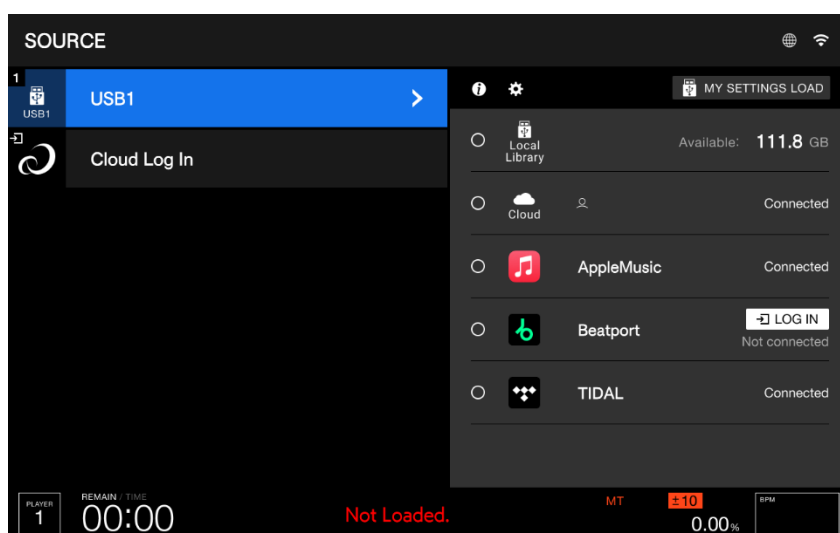 SOURCE
1
USB1
USB1
Cloud Log In
MY SETTINGS LOAD
Local
Library
Available: 111.8 GB
Cloud
Connected
AppleMusic
Connected
Beatport
LOG IN
Not connected
TIDAL
Connected
PLAYER
1
REMAIN / TIME
00:00
Not Loaded.
MT
±10
0.00%
BPM